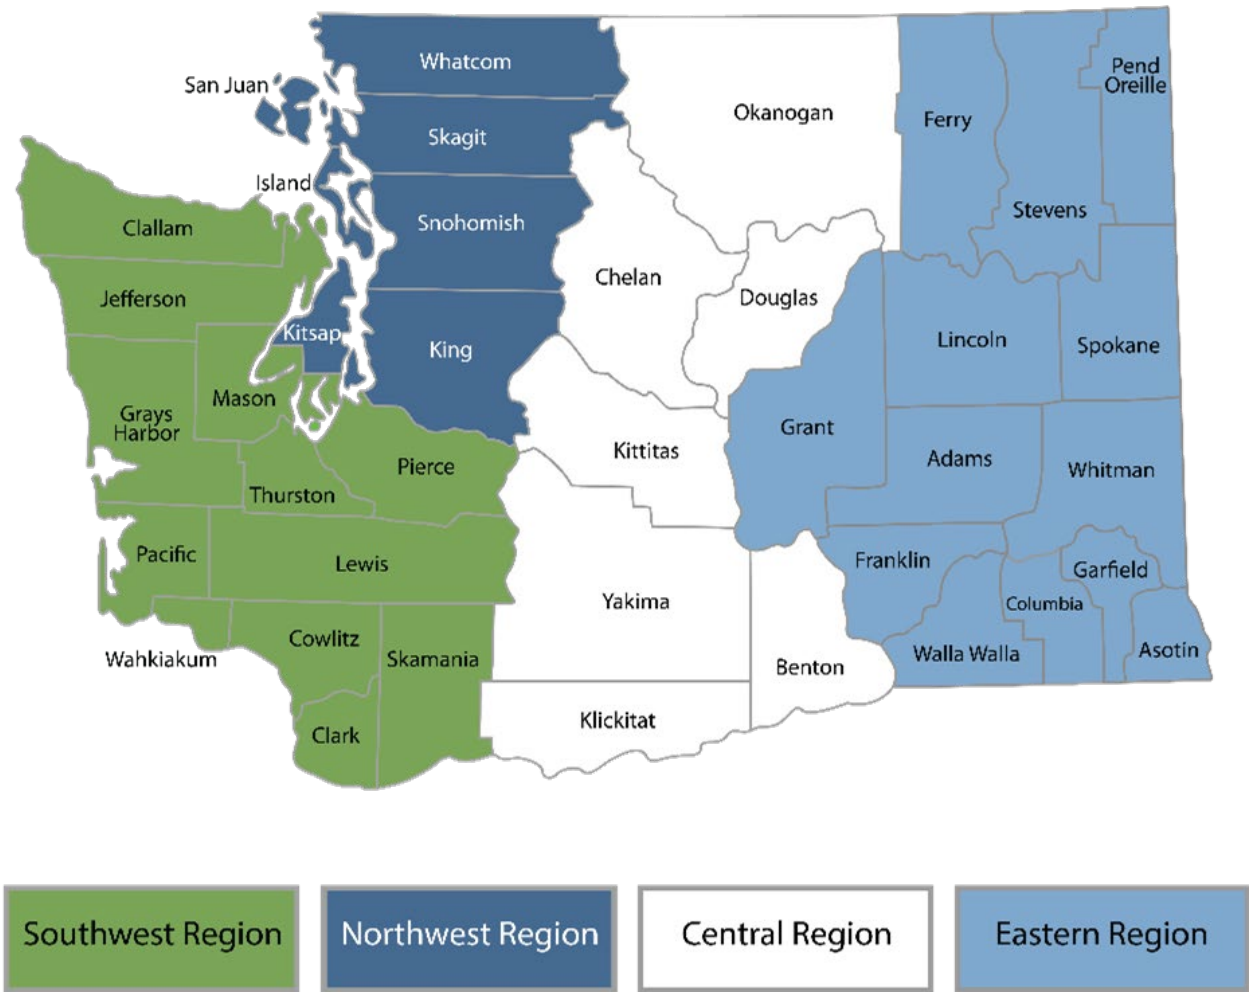 Whatcom
San Juan
Skagit
Island
Snohomish
Clallam
Jefferson
Kitsap
King
Mason
Grays
Harbor
Pierce
Thurston
Pacific
Lewis
Wahkiakum
Cowlitz
Skamania
Clark
Okanogan
Chelan
Douglas
Kittitas
Yakima
Benton
Klickitat
Ferry
Stevens
Pend
Oreille
Lincoln
Spokane
Grant
Adams
Whitman
Franklin
Garfield
Columbia
Walla Walla
Asotin
Southwest Region
Northwest Region
Central Region
Eastern Region